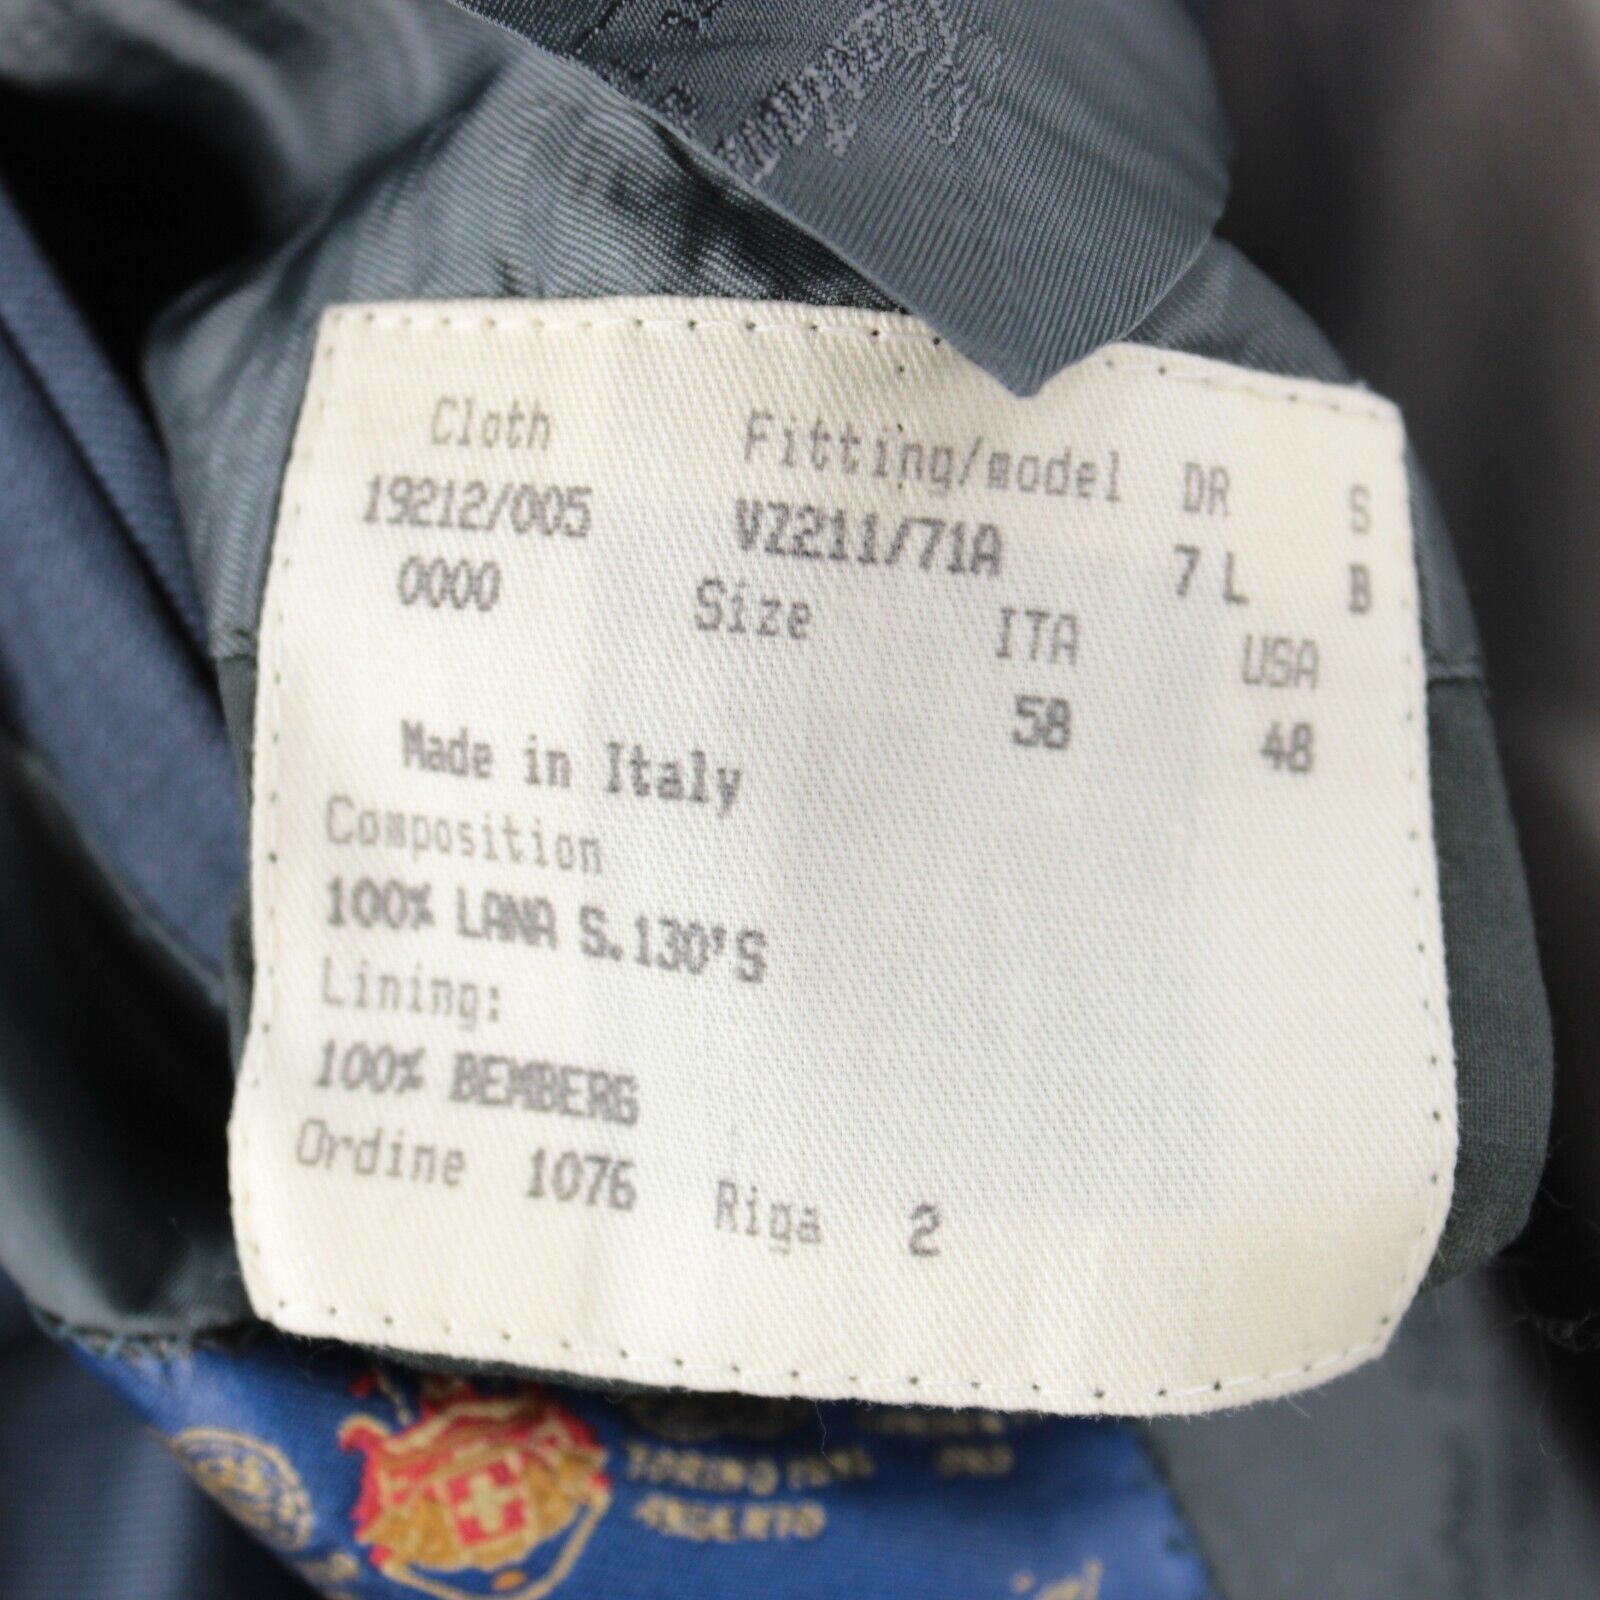 Cloth Fitting/model DR S
19212/005 VZ211/71A 7 L B
0000 Size ITA USA
58 48
Made in Italy
Composition
100% LANA S.130'S
Lining:
100% BEMBERG
Ordine 1076 Riga 2
TORINO